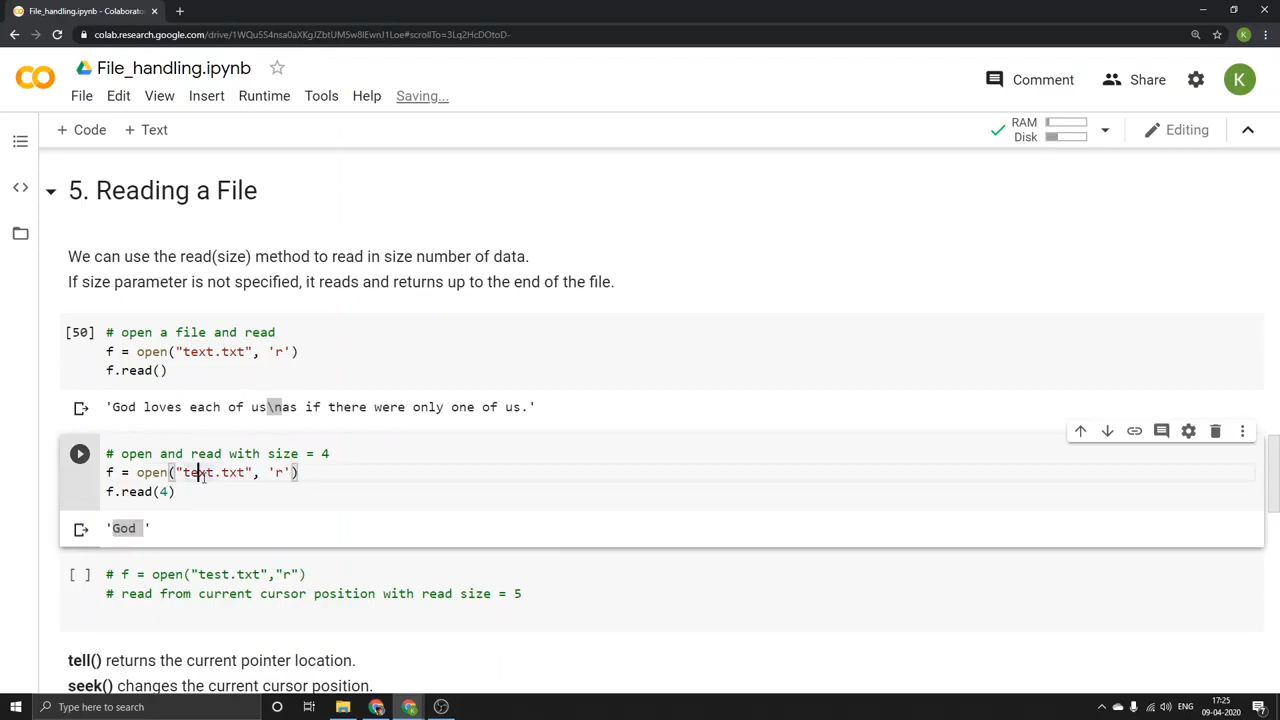 File_handling.ipynb - Colaborato
colab.research.google.com/drive/1WQu5S4nsa0aXKgJZbtUM5w8lEwnJ1Loe#scrollTo=3Lq2HcDOtoD-
K
File_handling.ipynb
Comment
Share
K
File Edit View Insert Runtime Tools Help Saving...
+ Code + Text
RAM
Disk
Editing
5. Reading a File
We can use the read(size) method to read in size number of data.
If size parameter is not specified, it reads and returns up to the end of the file.
[50] # open a file and read
f = open("text.txt", 'r')
f.read()
'God loves each of us\nas if there were only one of us.'
# open and read with size = 4
f = open("text.txt", 'r')
f.read(4)
'God '
[ ] # f = open("test.txt","r")
# read from current cursor position with read size = 5
tell() returns the current pointer location.
seek() changes the current cursor position.
Type here to search
ENG
17:25
09-04-2020